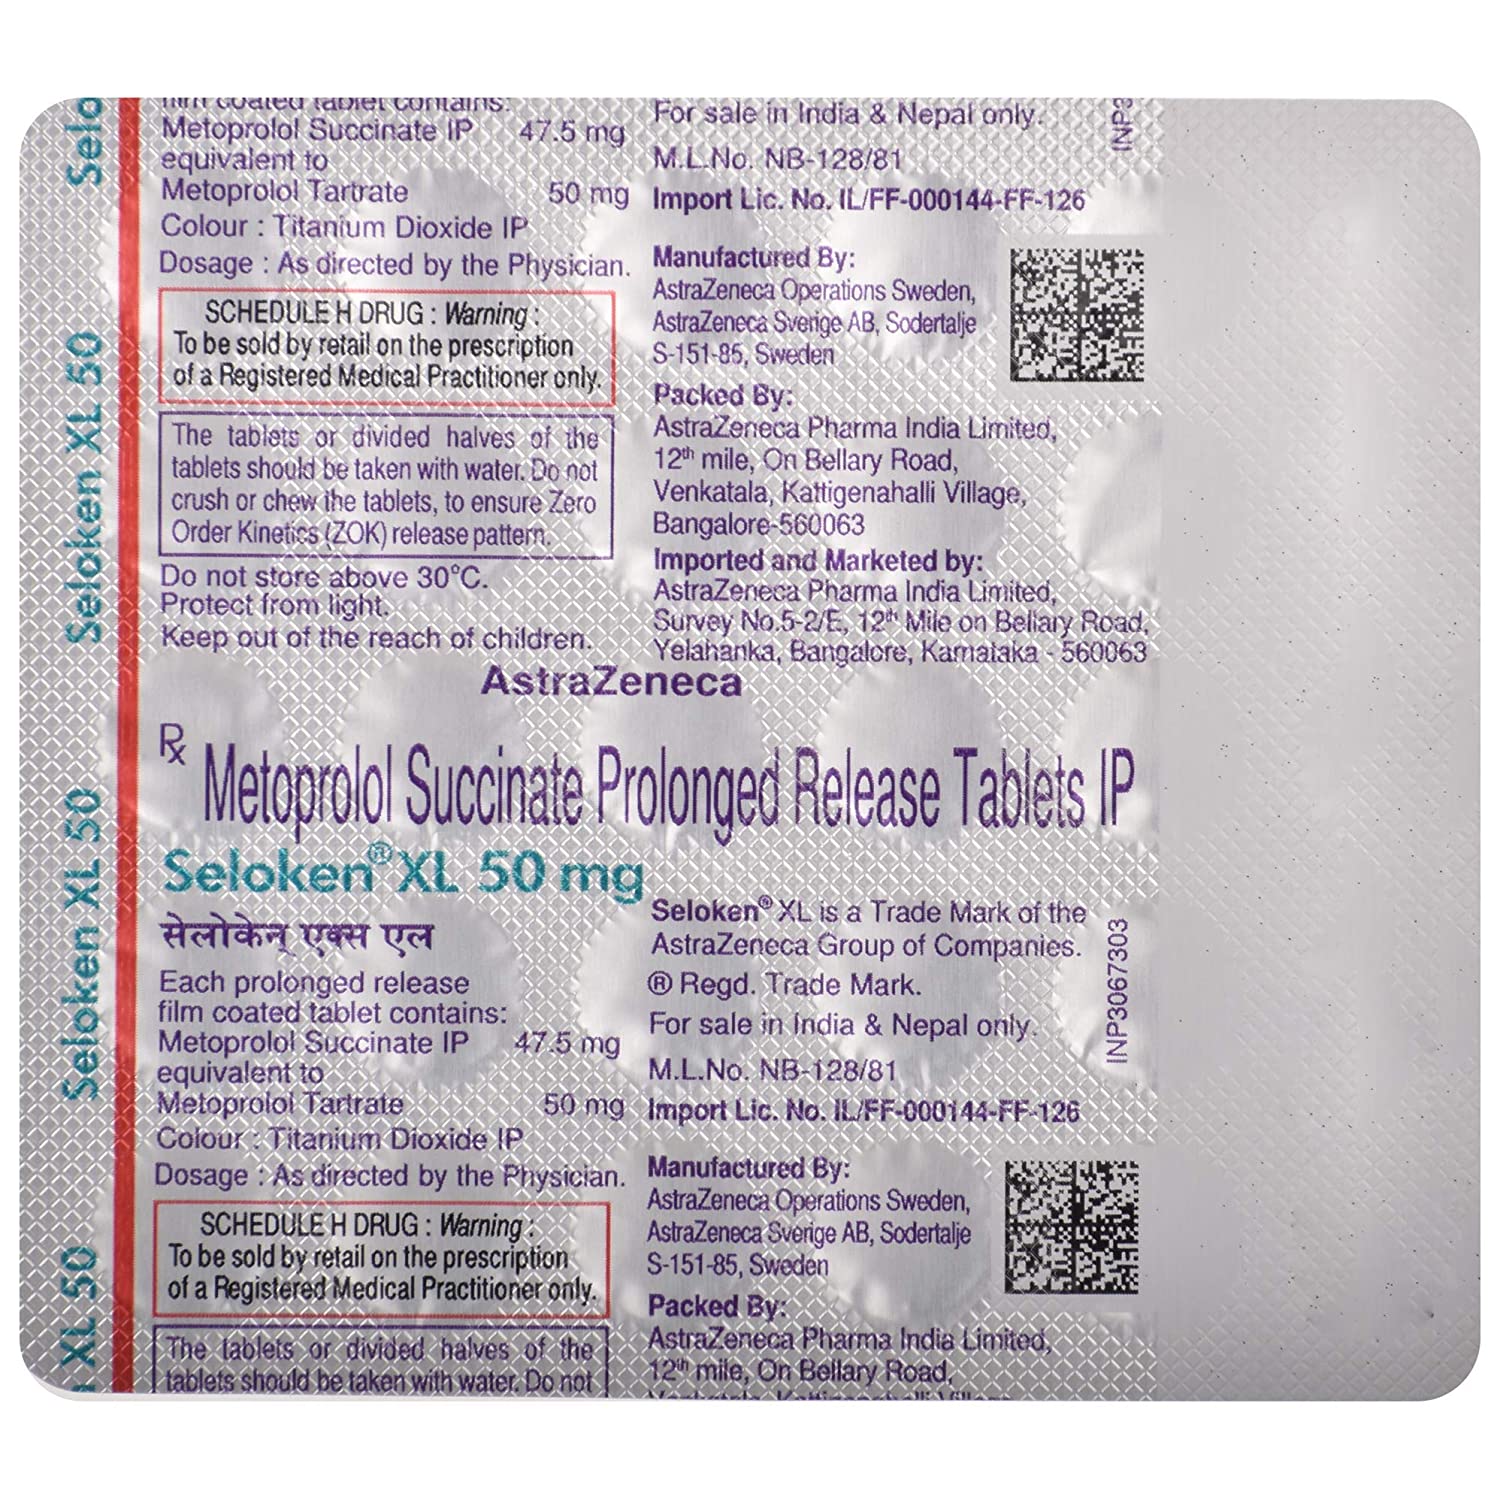 Selo
Seloken XL 50
Seloken XL 50
XL 50
film coated tablet contains:
Metoprolol Succinate IP 47.5 mg
equivalent to
Metoprolol Tartrate 50 mg
Colour : Titanium Dioxide IP
Dosage : As directed by the Physician.
SCHEDULE H DRUG : Warning :
To be sold by retail on the prescription
of a Registered Medical Practitioner only.
The tablets or divided halves of the
tablets should be taken with water. Do not
crush or chew the tablets, to ensure Zero
Order Kinetics (ZOK) release pattern.
Do not store above 30°C.
Protect from light.
Keep out of the reach of children.
For sale in India & Nepal only.
M.L.No. NB-128/81
Import Lic. No. IL/FF-000144-FF-126
INP3
Manufactured By:
AstraZeneca Operations Sweden,
AstraZeneca Sverige AB, Sodertalje
S-151-85, Sweden
Packed By:
AstraZeneca Pharma India Limited,
12th mile, On Bellary Road,
Venkatala, Kattigenahalli Village,
Bangalore-560063
Imported and Marketed by:
AstraZeneca Pharma India Limited,
Survey No.5-2/E, 12th Mile on Bellary Road,
Yelahanka, Bangalore, Karnataka - 560063
AstraZeneca
Rx Metoprolol Succinate Prolonged Release Tablets IP
Seloken® XL 50 mg
सेलोकेन् एक्स एल
Each prolonged release
film coated tablet contains:
Metoprolol Succinate IP 47.5 mg
equivalent to
Metoprolol Tartrate 50 mg
Colour : Titanium Dioxide IP
Dosage : As directed by the Physician.
SCHEDULE H DRUG : Warning :
To be sold by retail on the prescription
of a Registered Medical Practitioner only.
The tablets or divided halves of the
tablets should be taken with water. Do not
Seloken® XL is a Trade Mark of the
AstraZeneca Group of Companies.
® Regd. Trade Mark.
For sale in India & Nepal only.
M.L.No. NB-128/81
Import Lic. No. IL/FF-000144-FF-126
INP3067303
Manufactured By:
AstraZeneca Operations Sweden,
AstraZeneca Sverige AB, Sodertalje
S-151-85, Sweden
Packed By:
AstraZeneca Pharma India Limited,
12th mile, On Bellary Road,